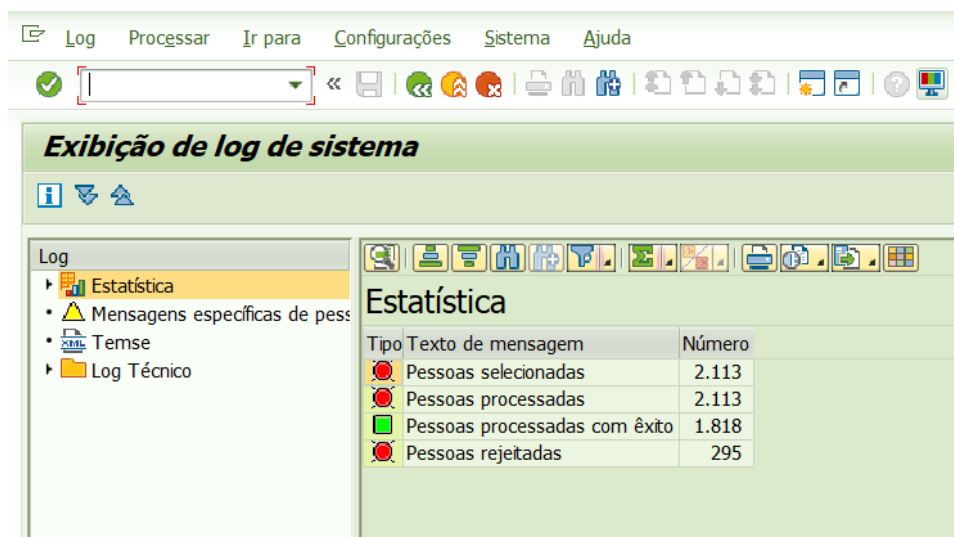 Log Processar Ir para Configurações Sistema Ajuda
Exibição de log de sistema
Log
Estatística
Mensagens específicas de pess
Temse
Log Técnico
Estatística
Tipo Texto de mensagem Número
Pessoas selecionadas 2.113
Pessoas processadas 2.113
Pessoas processadas com êxito 1.818
Pessoas rejeitadas 295